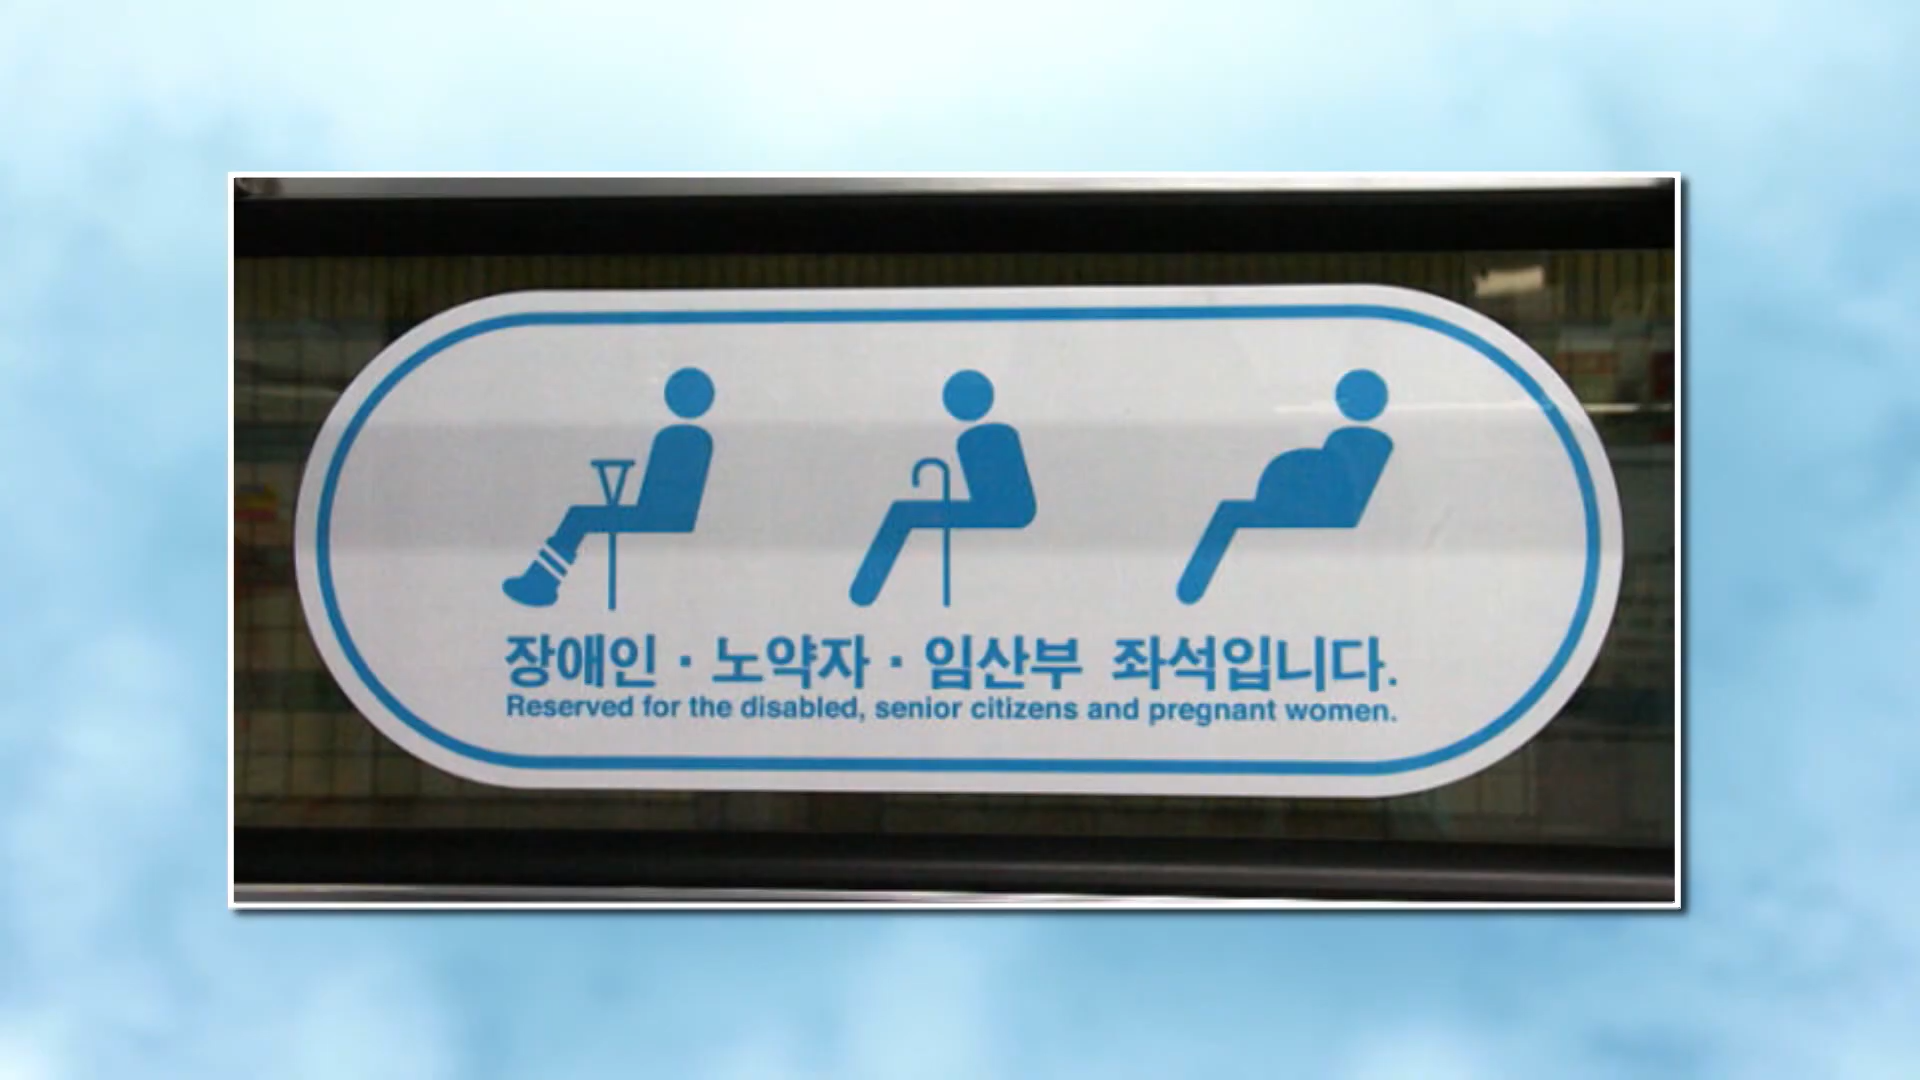 장애인 · 노약자 · 임산부 좌석입니다.
Reserved for the disabled, senior citizens and pregnant women.